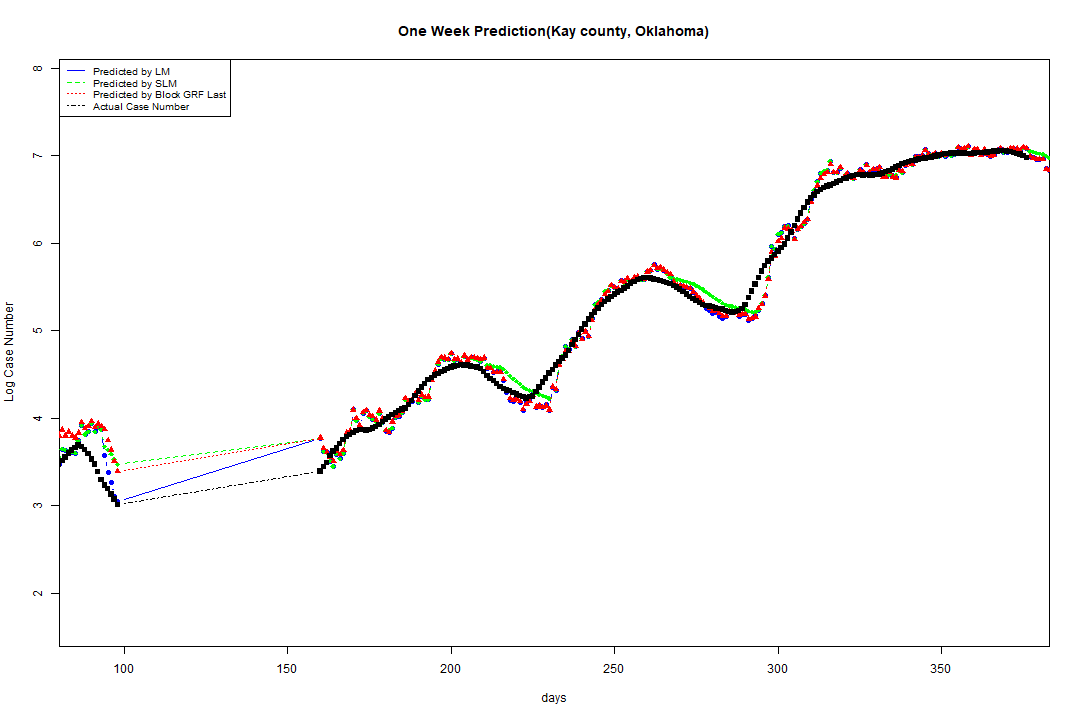 One Week Prediction(Kay county, Oklahoma)
Predicted by LM
Predicted by SLM
Predicted by Block GRF Last
Actual Case Number
8
7
6
5
4
3
2
Log Case Number
100 150 200 250 300 350
days